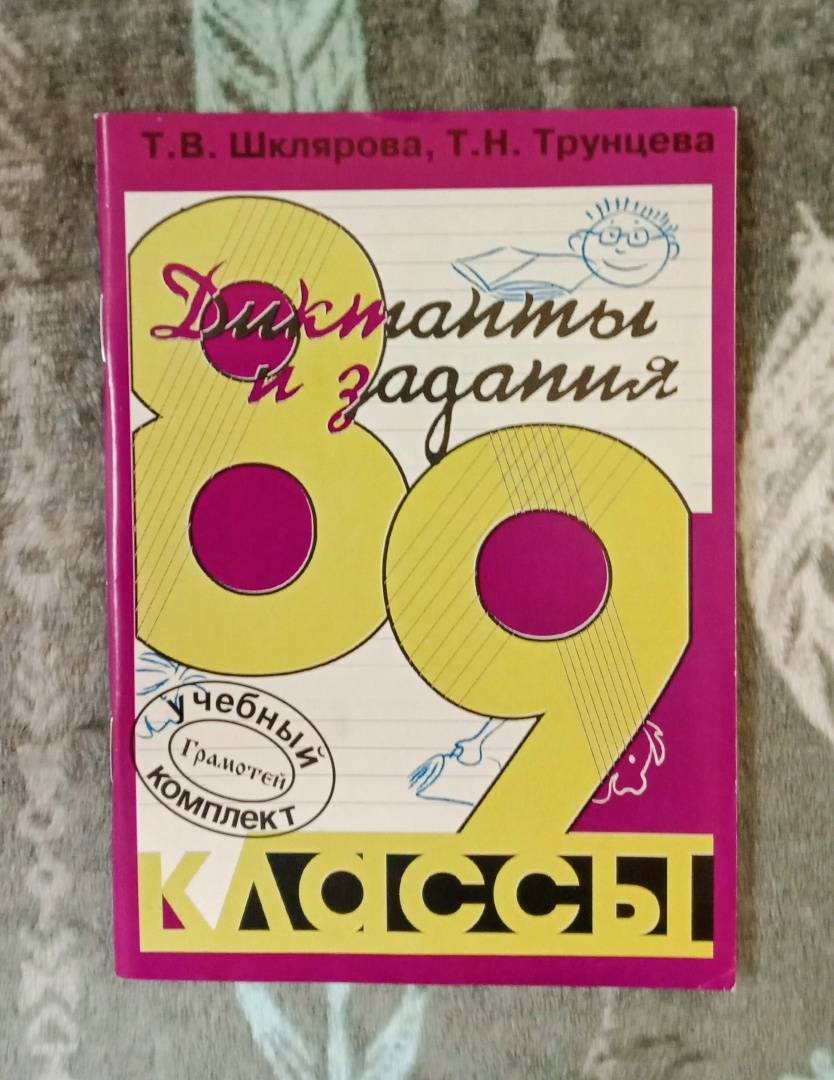 Т.В. Шклярова, Т.Н. Трунцева
Диктанты
и задания
8
9
учебный
Грамотей
комплект
классы